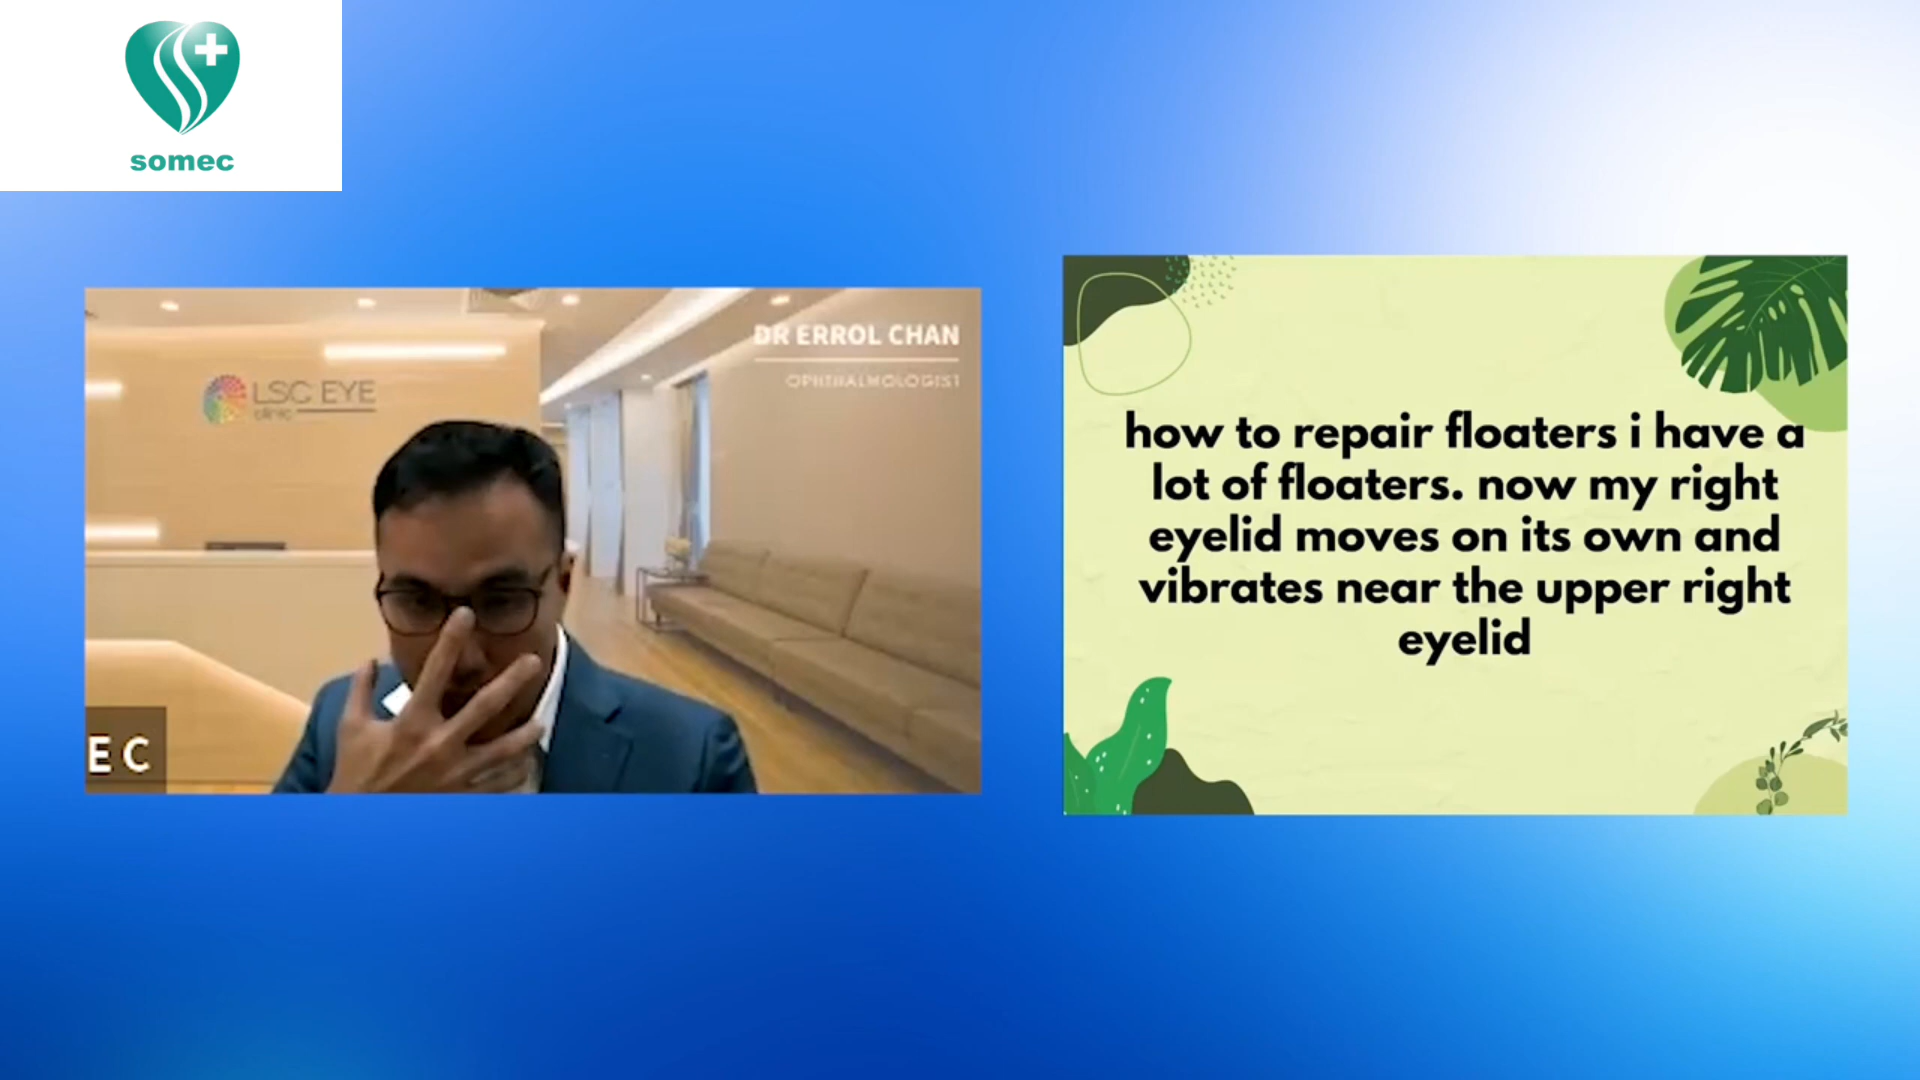 somec
DR ERROL CHAN
OPHTHALMOLOGIST
LSC EYE
clinic
E C
how to repair floaters i have a
lot of floaters. now my right
eyelid moves on its own and
vibrates near the upper right
eyelid